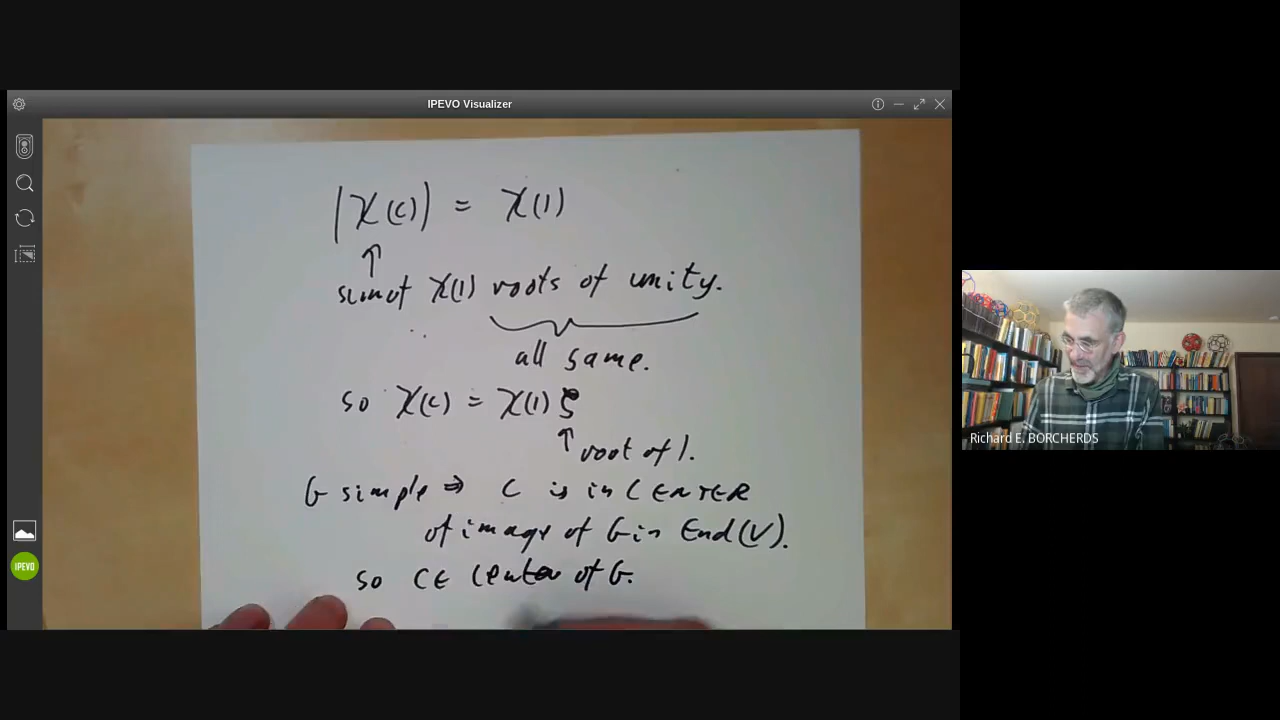 IPEVO Visualizer
|χ(c)| = χ(1)
↑
sum of χ(1) roots of unity.
all same.
so χ(c) = χ(1) ζ
↑ root of 1.
G simple ⇒ C is in CENTER
of image of G in End(V).
so C ∈ center of G.
IPEVO
Richard E. BORCHERDS